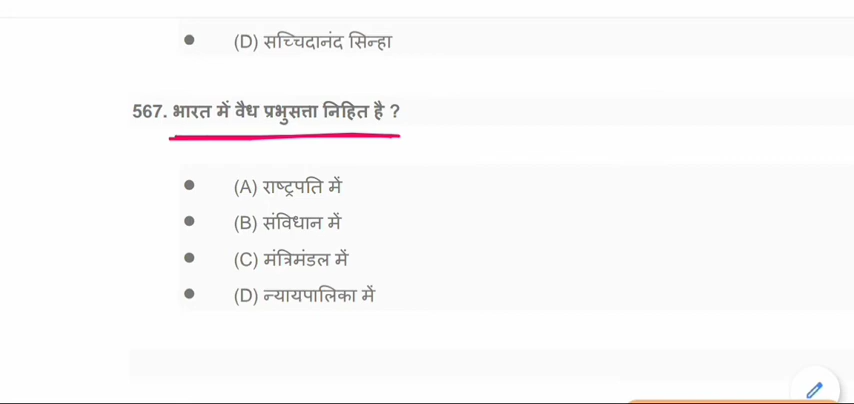 (D) सच्चिदानंद सिन्हा
567. भारत में वैध प्रभुसत्ता निहित है ?
(A) राष्ट्रपति में
(B) संविधान में
(C) मंत्रिमंडल में
(D) न्यायपालिका में